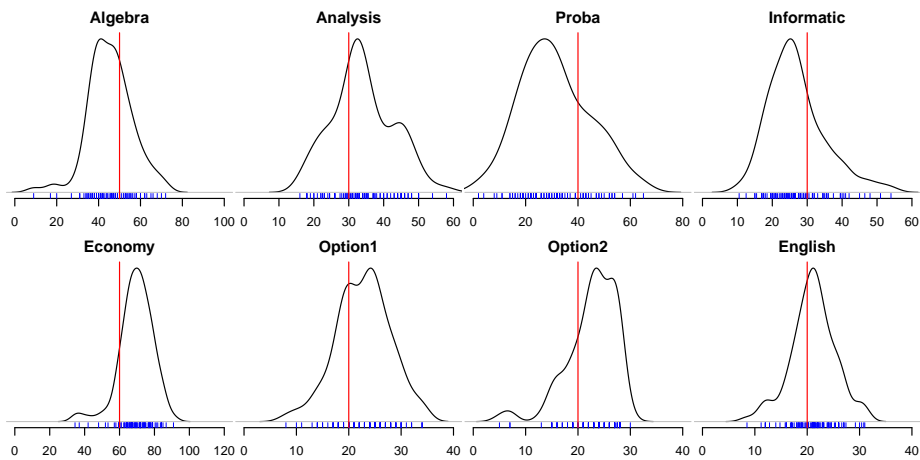 Algebra Analysis Proba Informatic
0 20 40 60 80 100 0 10 20 30 40 50 60 0 20 40 60 80 0 10 20 30 40 50 60
Economy Option1 Option2 English
0 20 40 60 80 100 120 0 10 20 30 40 0 10 20 30 40 0 10 20 30 40